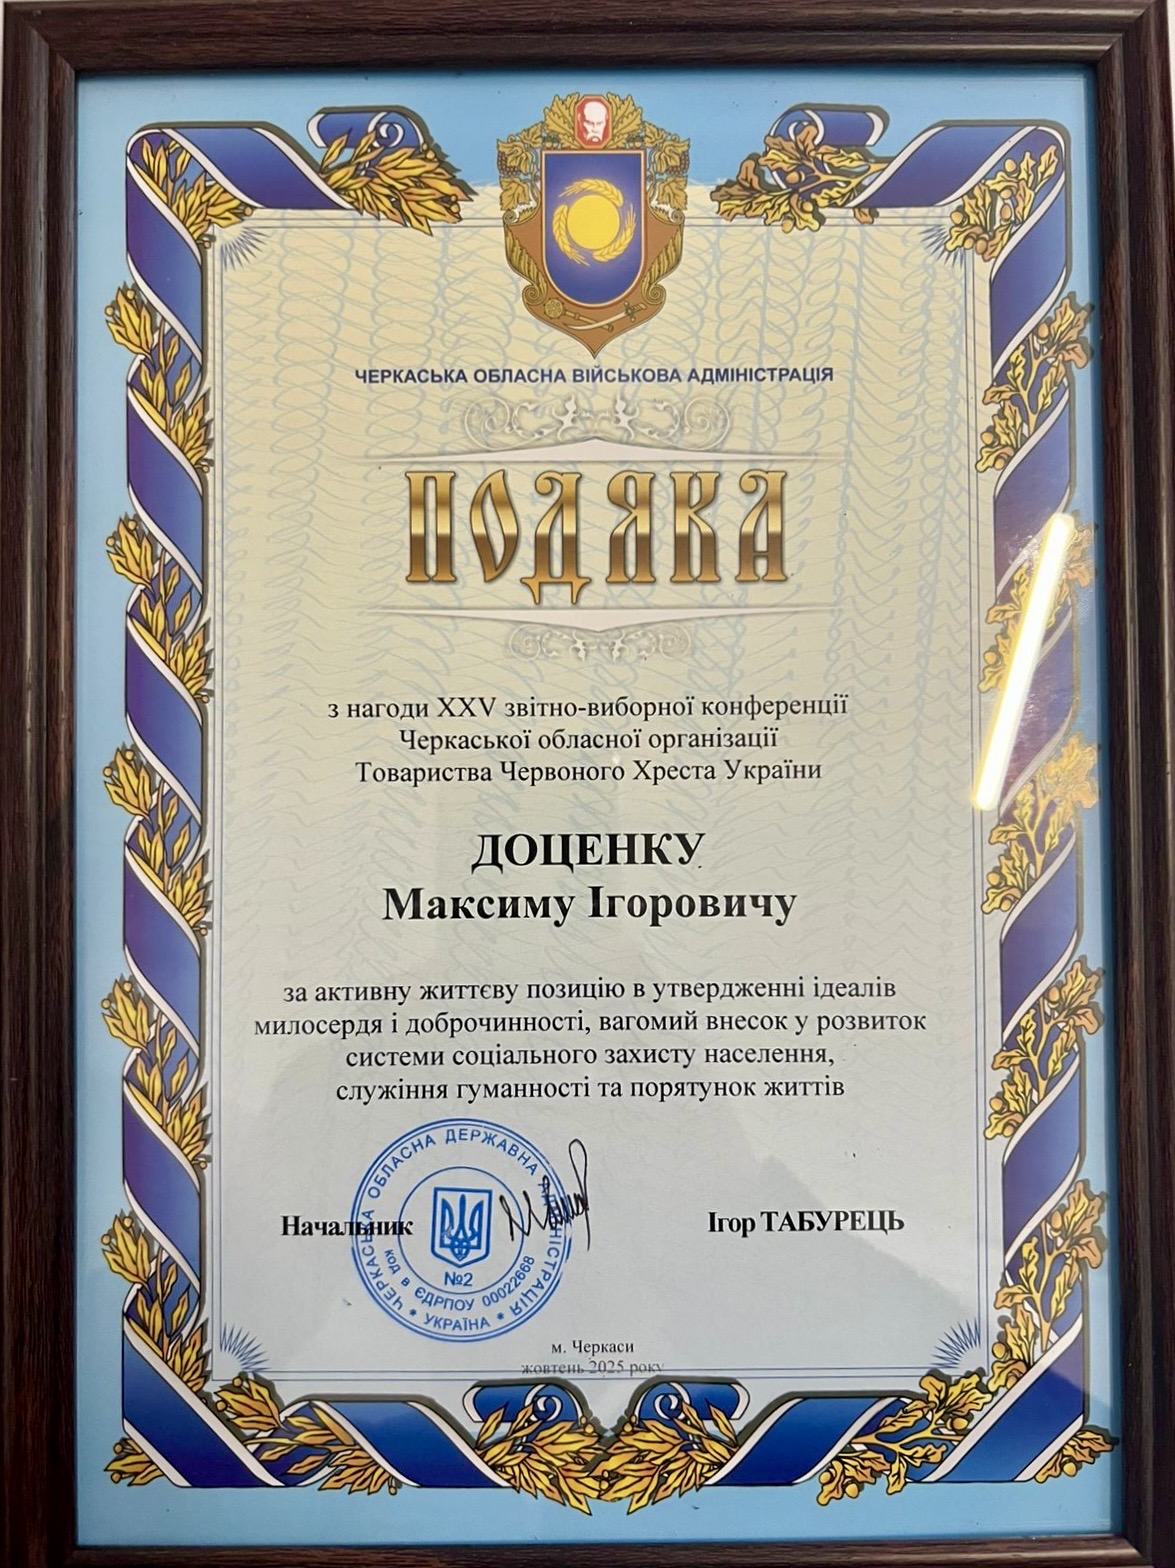 ЧЕРКАСЬКА ОБЛАСНА ВІЙСЬКОВА АДМІНІСТРАЦІЯ
ПОДЯКА
з нагоди XXV звітно-виборної конференції
Черкаської обласної організації
Товариства Червоного Хреста України
ДОЦЕНКУ
Максиму Ігоровичу
за активну життєву позицію в утвердженні ідеалів
милосердя і доброчинності, вагомий внесок у розвиток
системи соціального захисту населення,
служіння гуманності та порятунок життів
Начальник
Ігор ТАБУРЕЦЬ
ЧЕРКАСЬКА ОБЛАСНА ДЕРЖАВНА АДМІНІСТРАЦІЯ
* УКРАЇНА *
код в ЄДРПОУ 00022668
№2
м. Черкаси
жовтень 2025 року